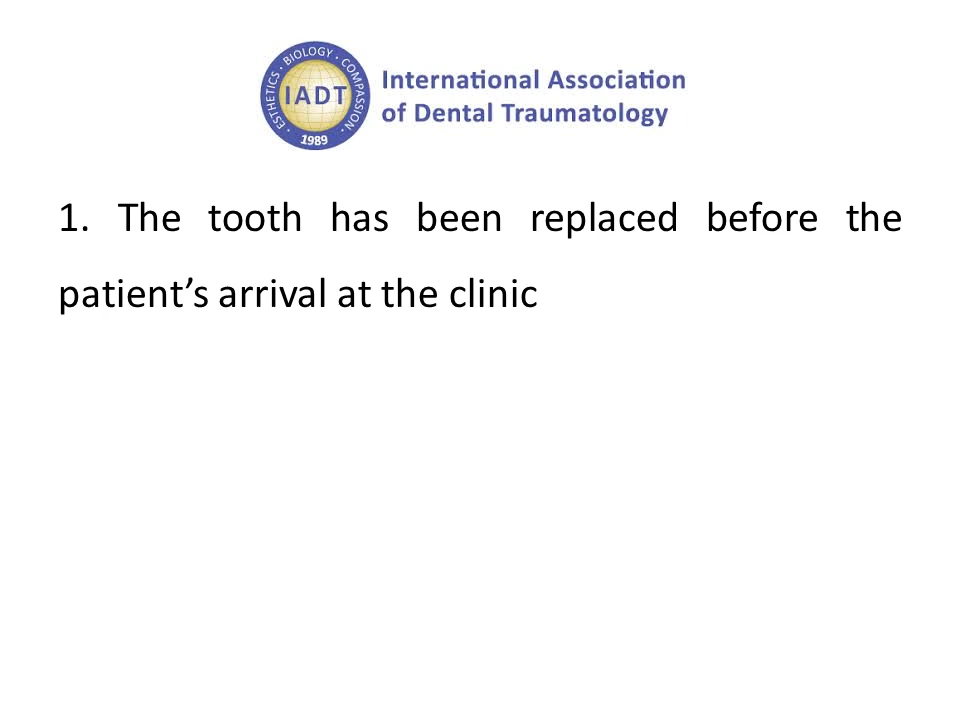 ESTHETICS · BIOLOGY · COMPASSION ·
IADT
1989
International Association
of Dental Traumatology
1. The tooth has been replaced before the
patient’s arrival at the clinic